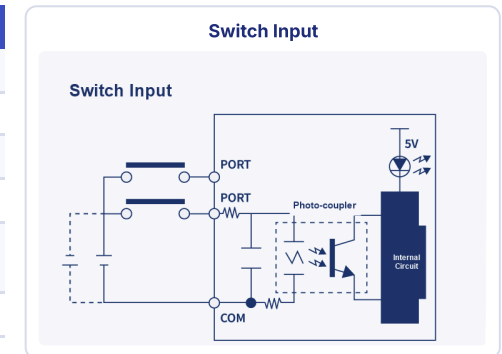 Switch Input
Switch Input
5V
PORT
PORT
Photo-coupler
Internal
Circuit
COM